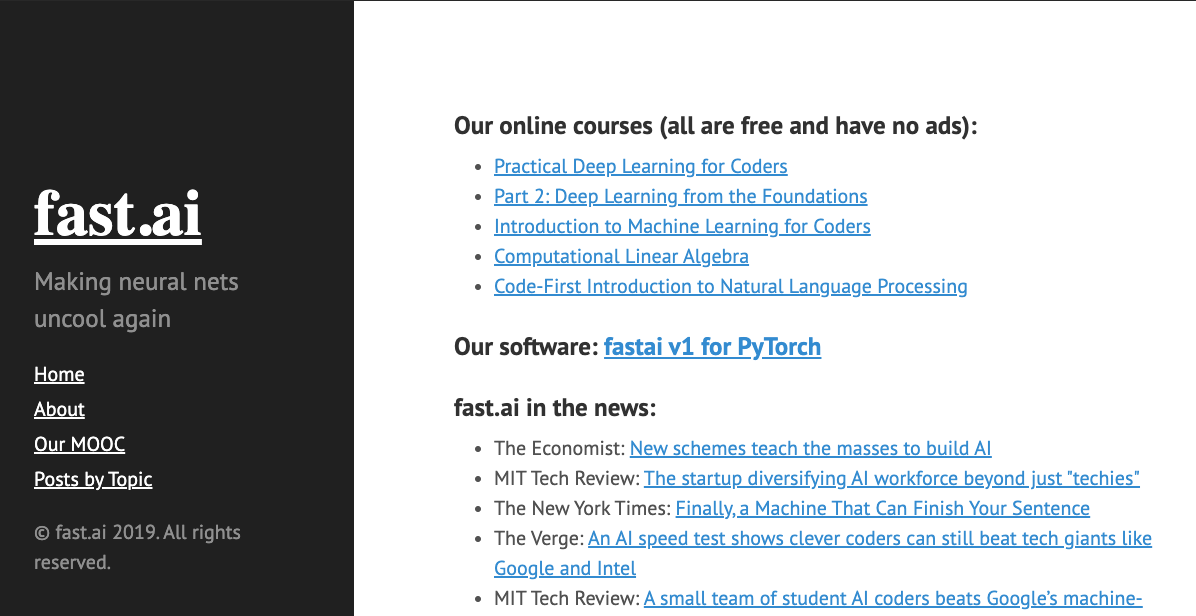 fast.ai
Making neural nets
uncool again
Home
About
Our MOOC
Posts by Topic
© fast.ai 2019. All rights
reserved.
Our online courses (all are free and have no ads):
• Practical Deep Learning for Coders
• Part 2: Deep Learning from the Foundations
• Introduction to Machine Learning for Coders
• Computational Linear Algebra
• Code-First Introduction to Natural Language Processing
Our software: fastai v1 for PyTorch
fast.ai in the news:
• The Economist: New schemes teach the masses to build AI
• MIT Tech Review: The startup diversifying AI workforce beyond just "techies"
• The New York Times: Finally, a Machine That Can Finish Your Sentence
• The Verge: An AI speed test shows clever coders can still beat tech giants like
Google and Intel
• MIT Tech Review: A small team of student AI coders beats Google’s machine-